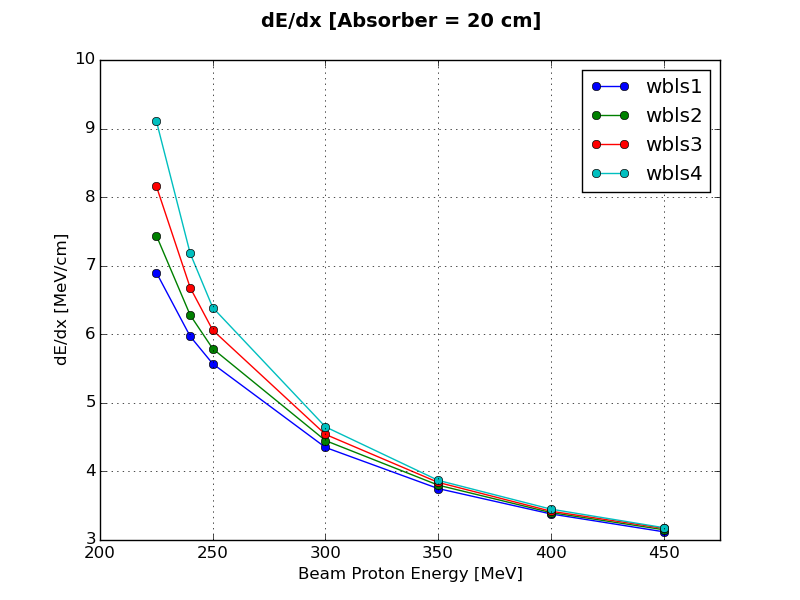 dE/dx [Absorber = 20 cm]
10
9
8
7
6
5
4
3
dE/dx [MeV/cm]
wbls1
wbls2
wbls3
wbls4
200 250 300 350 400 450
Beam Proton Energy [MeV]